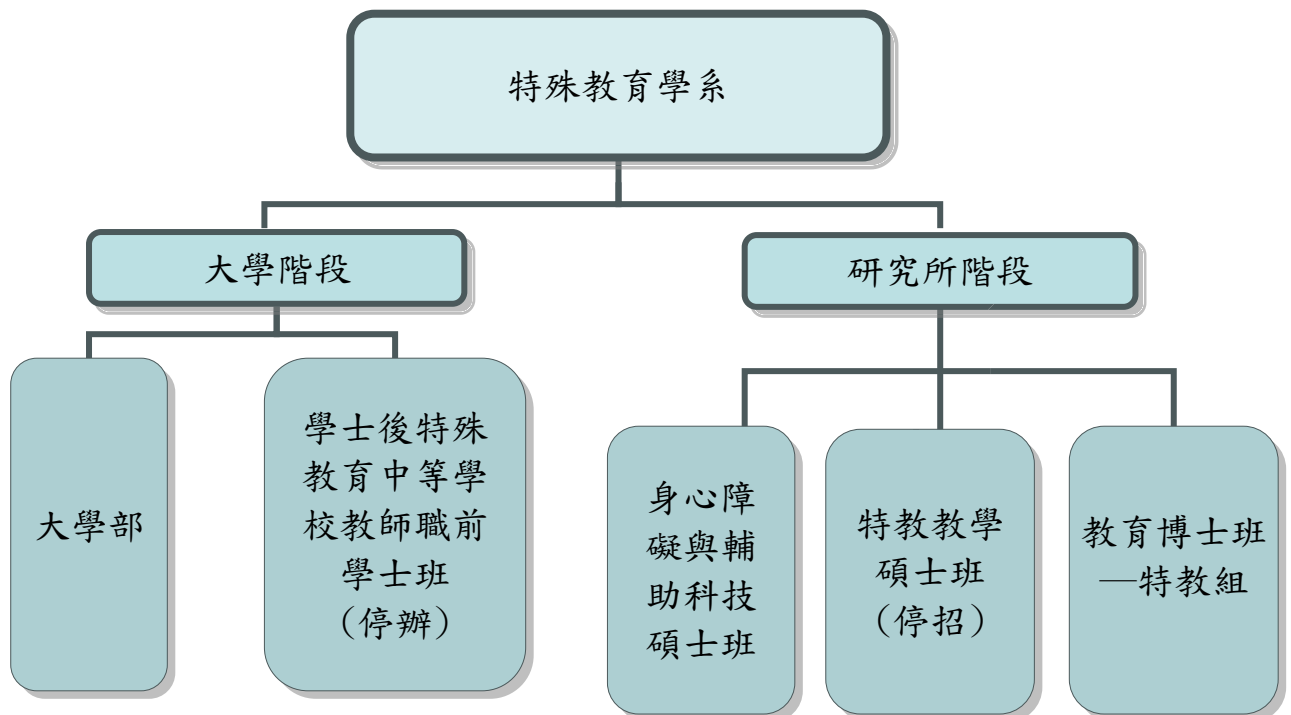 特殊教育學系
大學階段
研究所階段
大學部
學士後特殊
教育中等學
校教師職前
學士班
(停辦)
身心障
礙與輔
助科技
碩士班
特教教學
碩士班
(停招)
教育博士班
—特教組